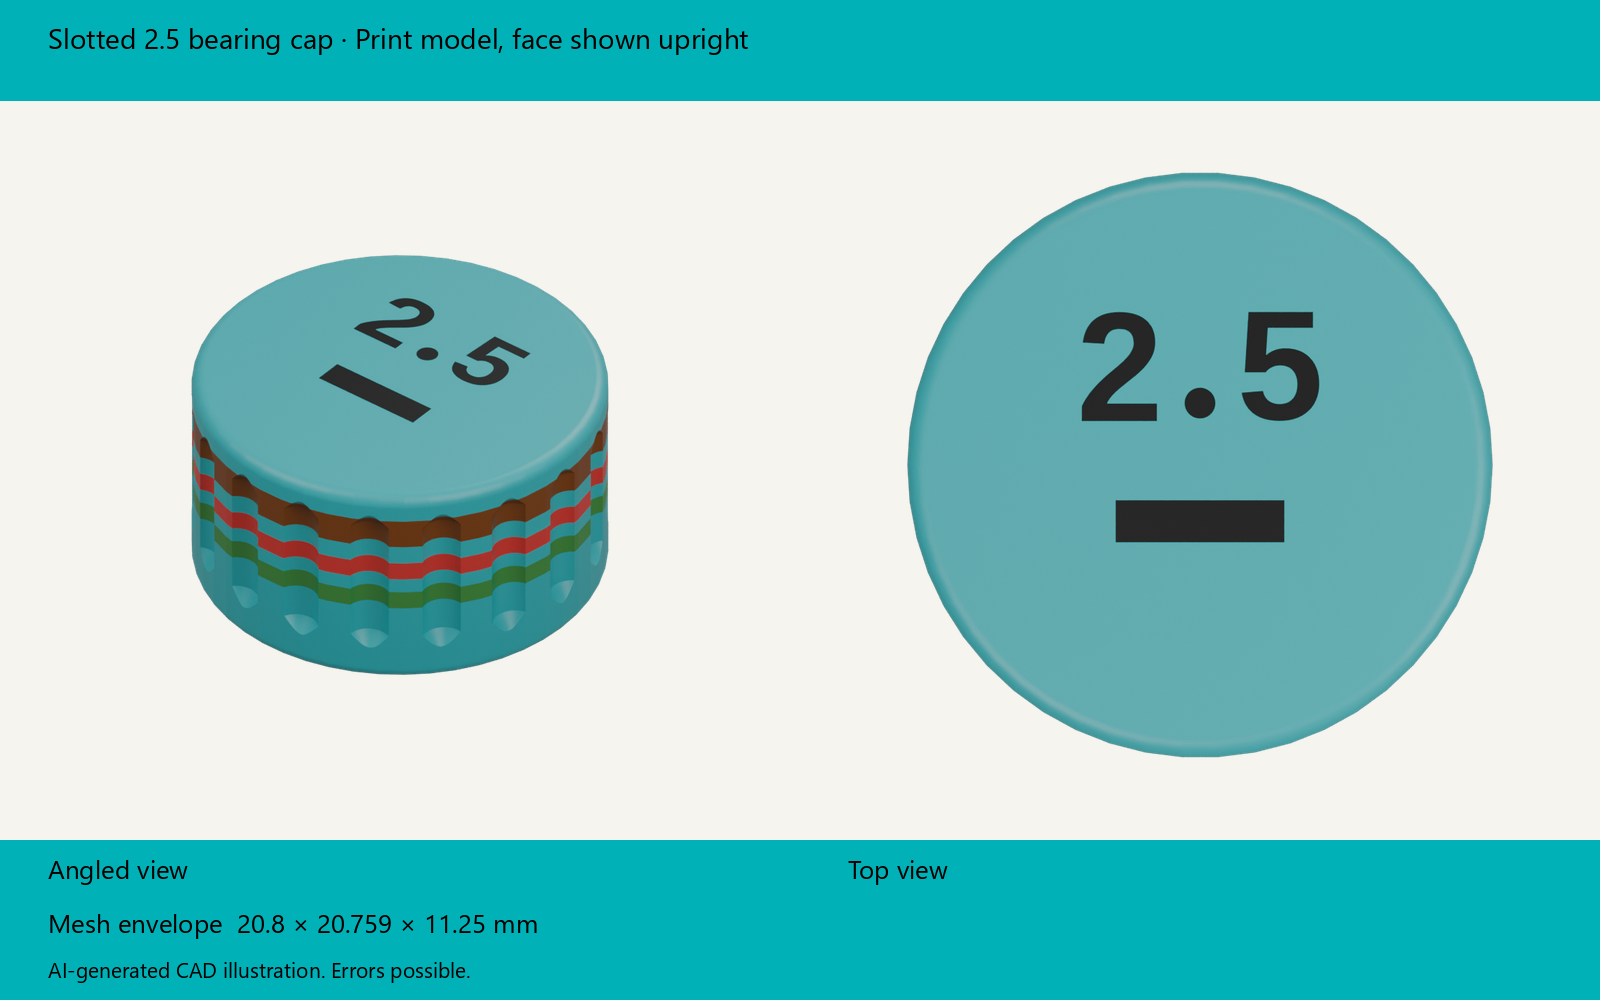 Slotted 2.5 bearing cap · Print model, face shown upright
2.5
2.5
Angled view
Top view
Mesh envelope 20.8 × 20.759 × 11.25 mm
AI-generated CAD illustration. Errors possible.